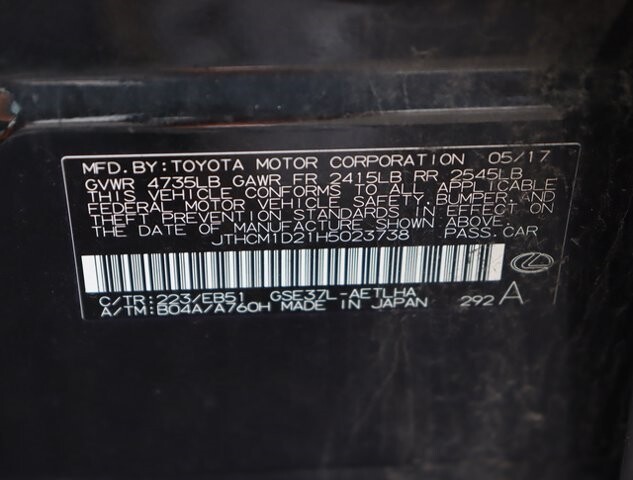 MFD. BY: TOYOTA MOTOR CORPORATION 05/17
GVWR 4735LB GAWR FR 2415LB RR 2545LB
THIS VEHICLE CONFORMS TO ALL APPLICABLE
FEDERAL MOTOR VEHICLE SAFETY, BUMPER, AND
THEFT PREVENTION STANDARDS IN EFFECT ON
THE DATE OF MANUFACTURE SHOWN ABOVE.
JTHCM1D21H5023738 PASS. CAR
C/TR: 223/EB51 GSE37L-AETLHA
A/TM: B04A/A760H MADE IN JAPAN 292 A